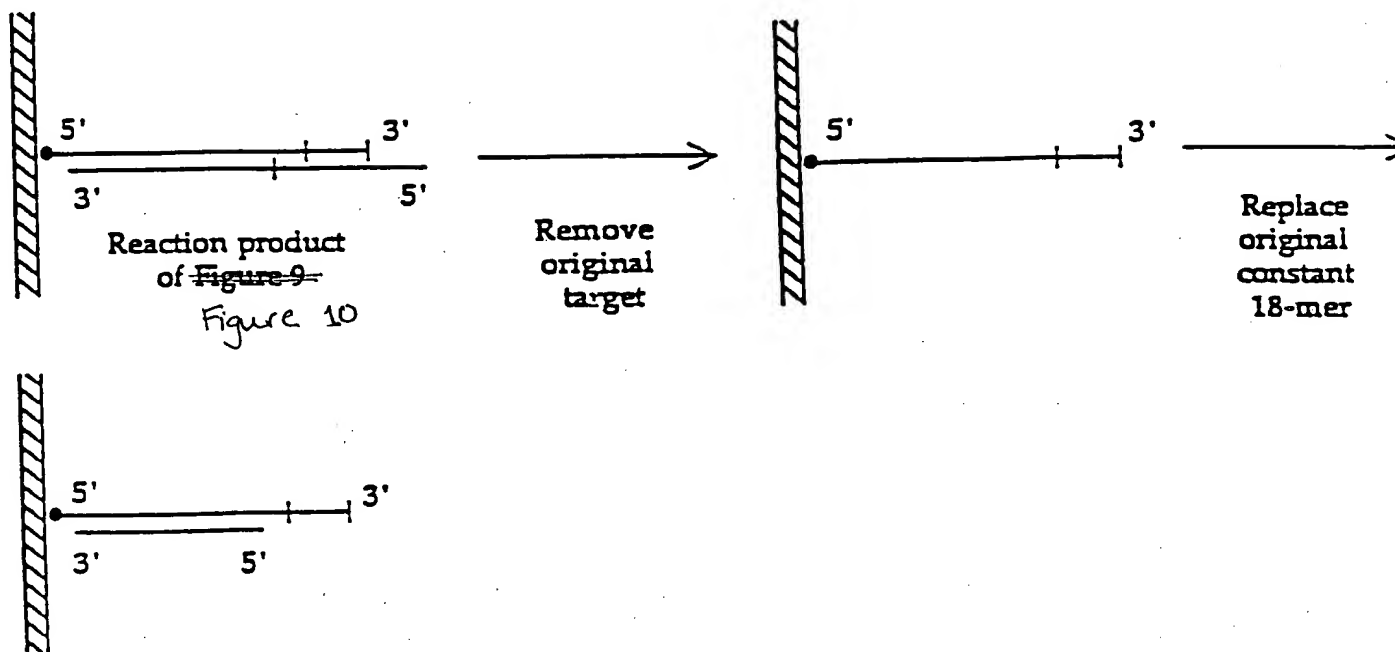 5'
3'
3'
5'
Reaction product
of Figure 9
Figure 10
Remove
original
target
5'
3'
Replace
original
constant
18-mer
5'
3'
3'
5'